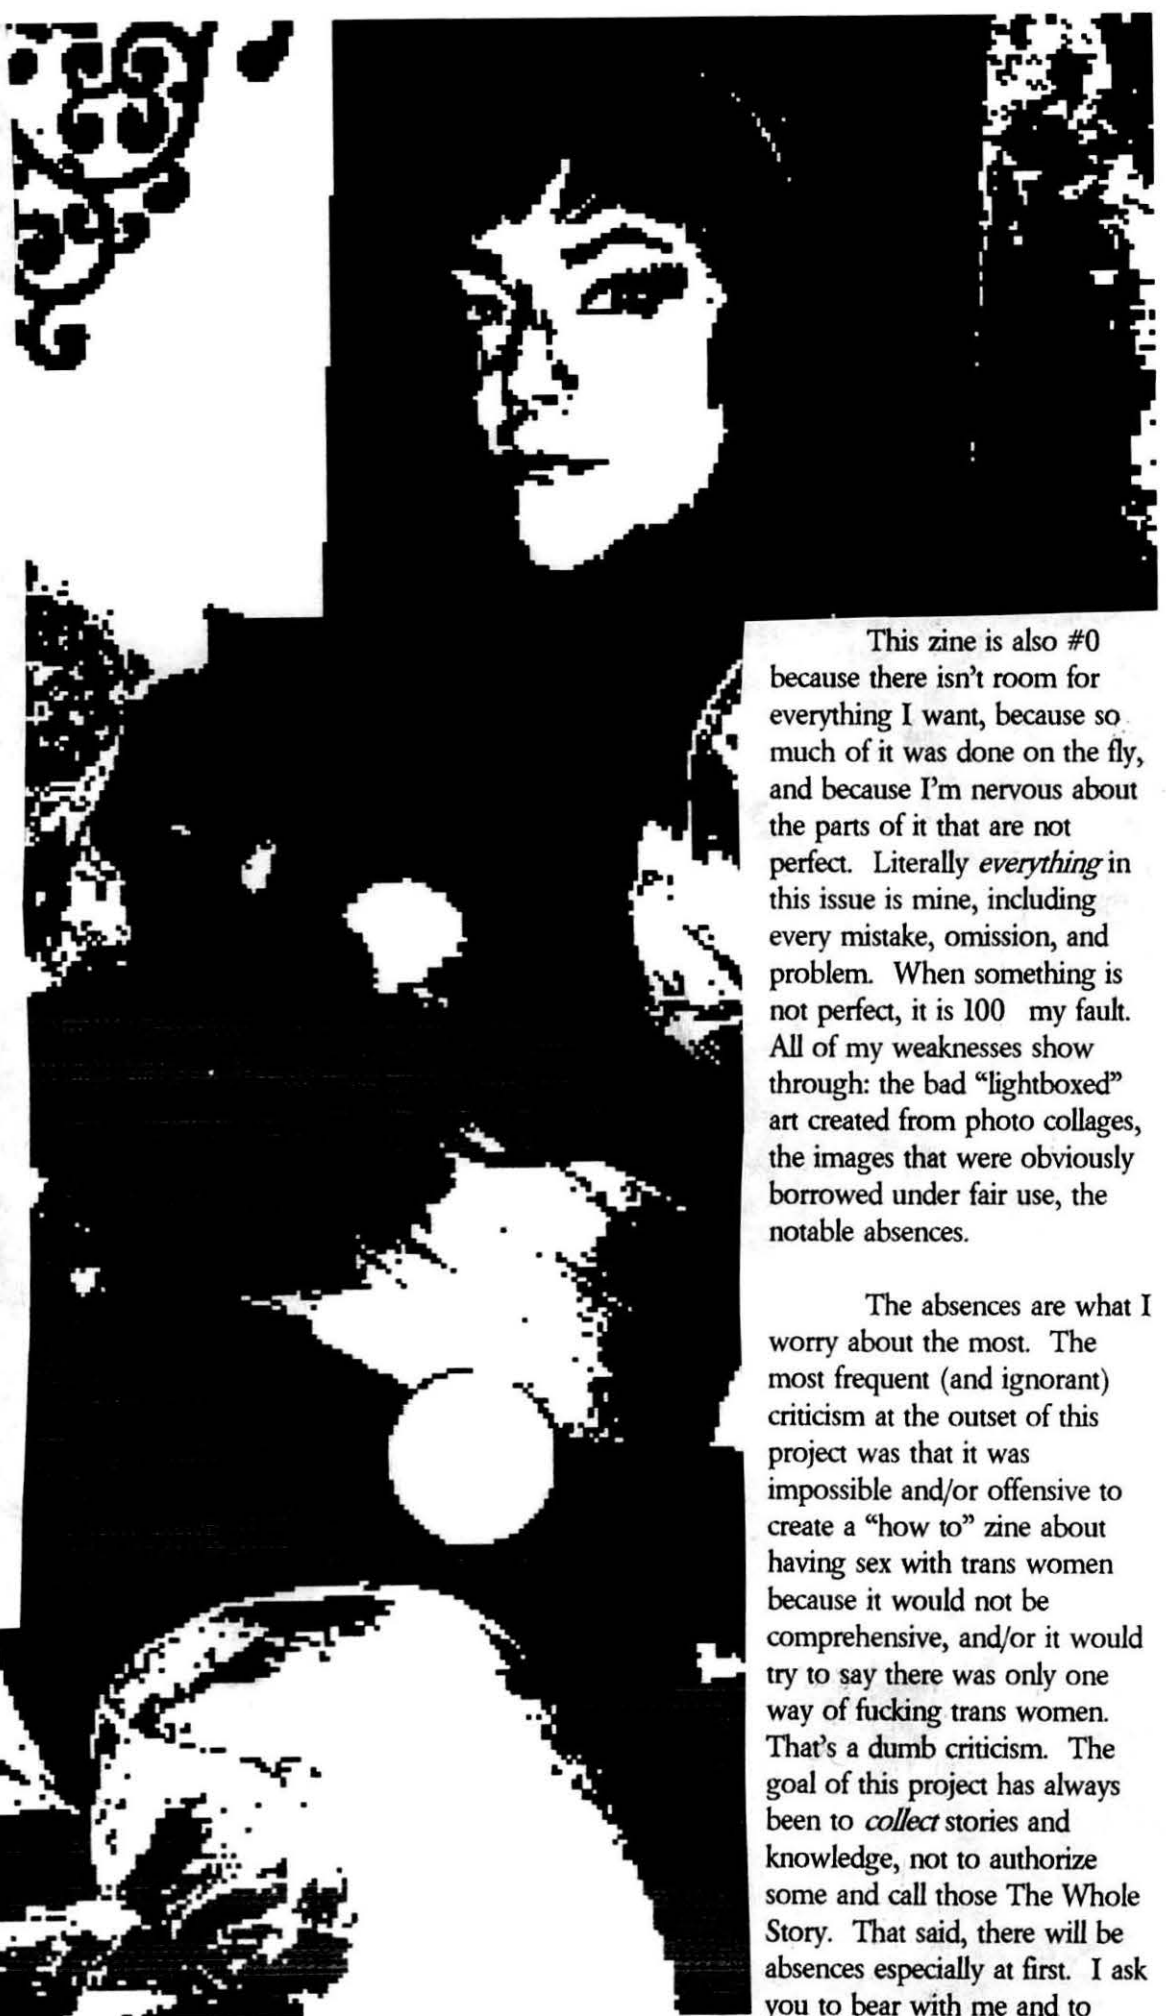 This zine is also #0
because there isn't room for
everything I want, because so
much of it was done on the fly,
and because I'm nervous about
the parts of it that are not
perfect. Literally everything in
this issue is mine, including
every mistake, omission, and
problem. When something is
not perfect, it is 100 my fault.
All of my weaknesses show
through: the bad “lightboxed”
art created from photo collages,
the images that were obviously
borrowed under fair use, the
notable absences.
The absences are what I
worry about the most. The
most frequent (and ignorant)
criticism at the outset of this
project was that it was
impossible and/or offensive to
create a “how to” zine about
having sex with trans women
because it would not be
comprehensive, and/or it would
try to say there was only one
way of fucking trans women.
That's a dumb criticism. The
goal of this project has always
been to collect stories and
knowledge, not to authorize
some and call those The Whole
Story. That said, there will be
absences especially at first. I ask
you to bear with me and to